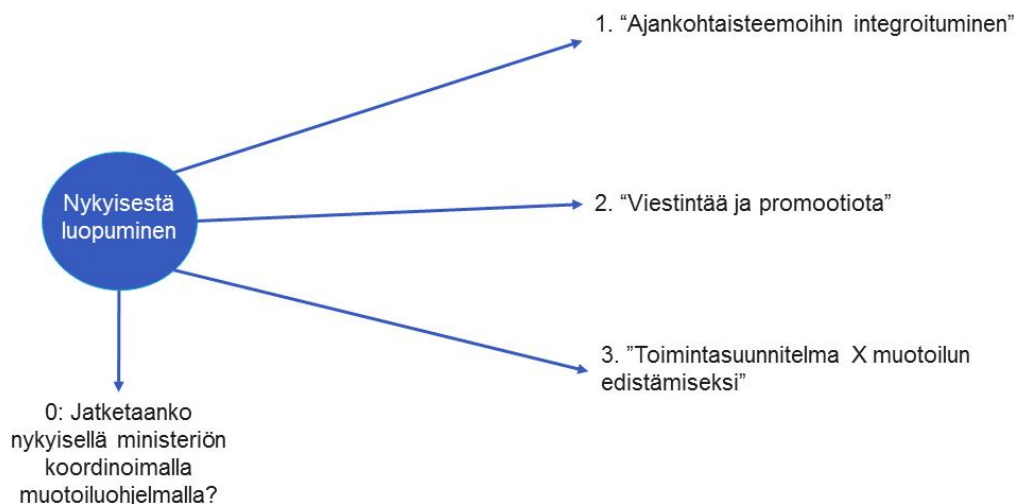 1. “Ajankohtaisteemoihin integroituminen”
Nykyisestä
luopuminen
2. “Viestintää ja promootiota”
3. ”Toimintasuunnitelma X muotoilun
edistämiseksi”
0: Jatketaanko
nykyisellä ministeriön
koordinoimalla
muotoiluohjelmalla?